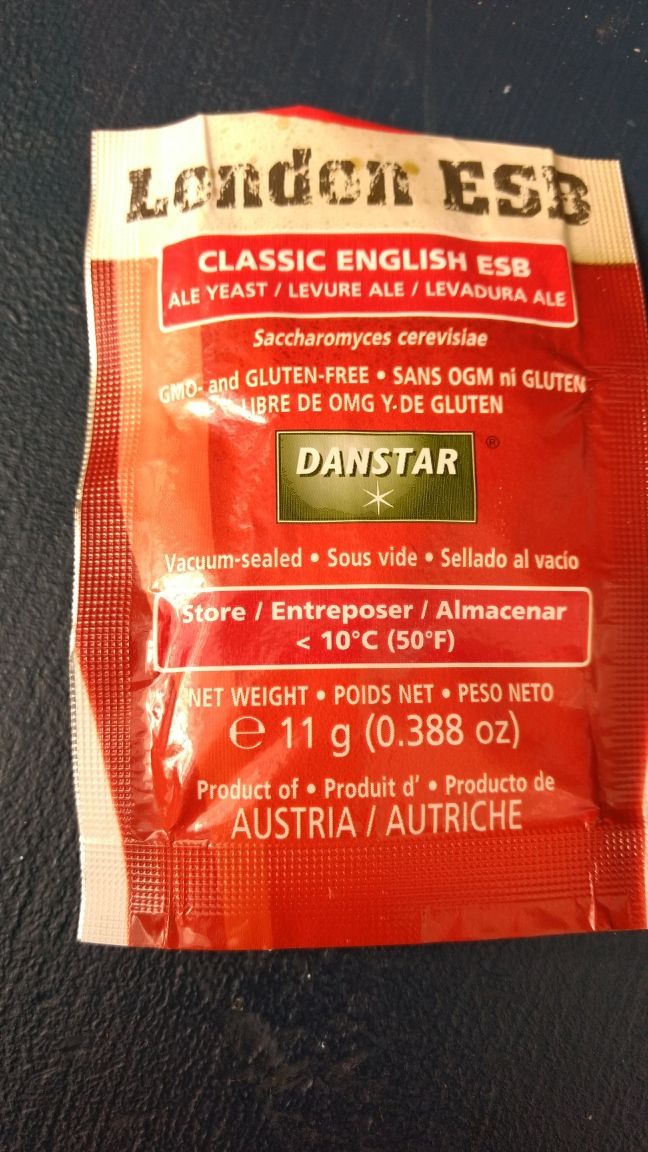 London ESB
CLASSIC ENGLISH ESB
ALE YEAST / LEVURE ALE / LEVADURA ALE
Saccharomyces cerevisiae
GMO- and GLUTEN-FREE • SANS OGM ni GLUTEN
LIBRE DE OMG Y DE GLUTEN
DANSTAR ®
Vacuum-sealed • Sous vide • Sellado al vacío
Store / Entreposer / Almacenar
< 10°C (50°F)
NET WEIGHT • POIDS NET • PESO NETO
℮ 11 g (0.388 oz)
Product of • Produit d' • Producto de
AUSTRIA / AUTRICHE